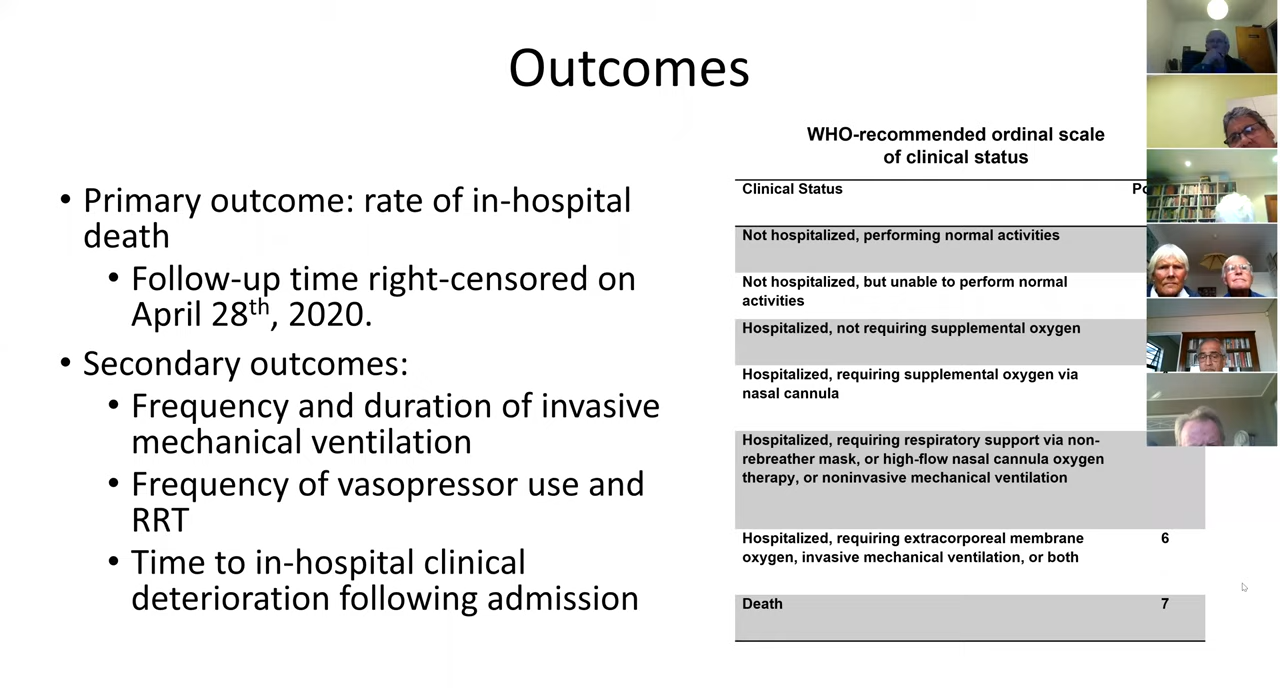 Outcomes
• Primary outcome: rate of in-hospital
death
• Follow-up time right-censored on
April 28th, 2020.
• Secondary outcomes:
• Frequency and duration of invasive
mechanical ventilation
• Frequency of vasopressor use and
RRT
• Time to in-hospital clinical
deterioration following admission
WHO-recommended ordinal scale
of clinical status
Clinical Status
Not hospitalized, performing normal activities
Not hospitalized, but unable to perform normal
activities
Hospitalized, not requiring supplemental oxygen
Hospitalized, requiring supplemental oxygen via
nasal cannula
Hospitalized, requiring respiratory support via non-
rebreather mask, or high-flow nasal cannula oxygen
therapy, or noninvasive mechanical ventilation
Hospitalized, requiring extracorporeal membrane 6
oxygen, invasive mechanical ventilation, or both
Death 7